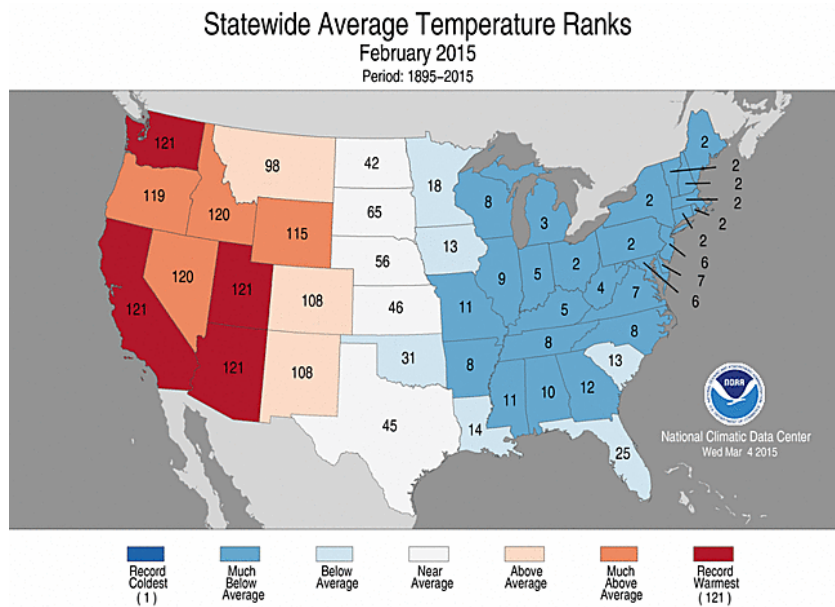 Statewide Average Temperature Ranks
February 2015
Period: 1895–2015
121
98
42
18
2
2
119
120
65
8
3
2
2
2
115
13
2
2
120
121
56
9
5
2
2
6
121
108
46
11
5
4
7
7
6
121
108
31
8
8
8
13
45
14
11
10
12
25
NOAA
National Climatic Data Center
Wed Mar 4 2015
Record
Coldest
(1)
Much
Below
Average
Below
Average
Near
Average
Above
Average
Much
Above
Average
Record
Warmest
(121)